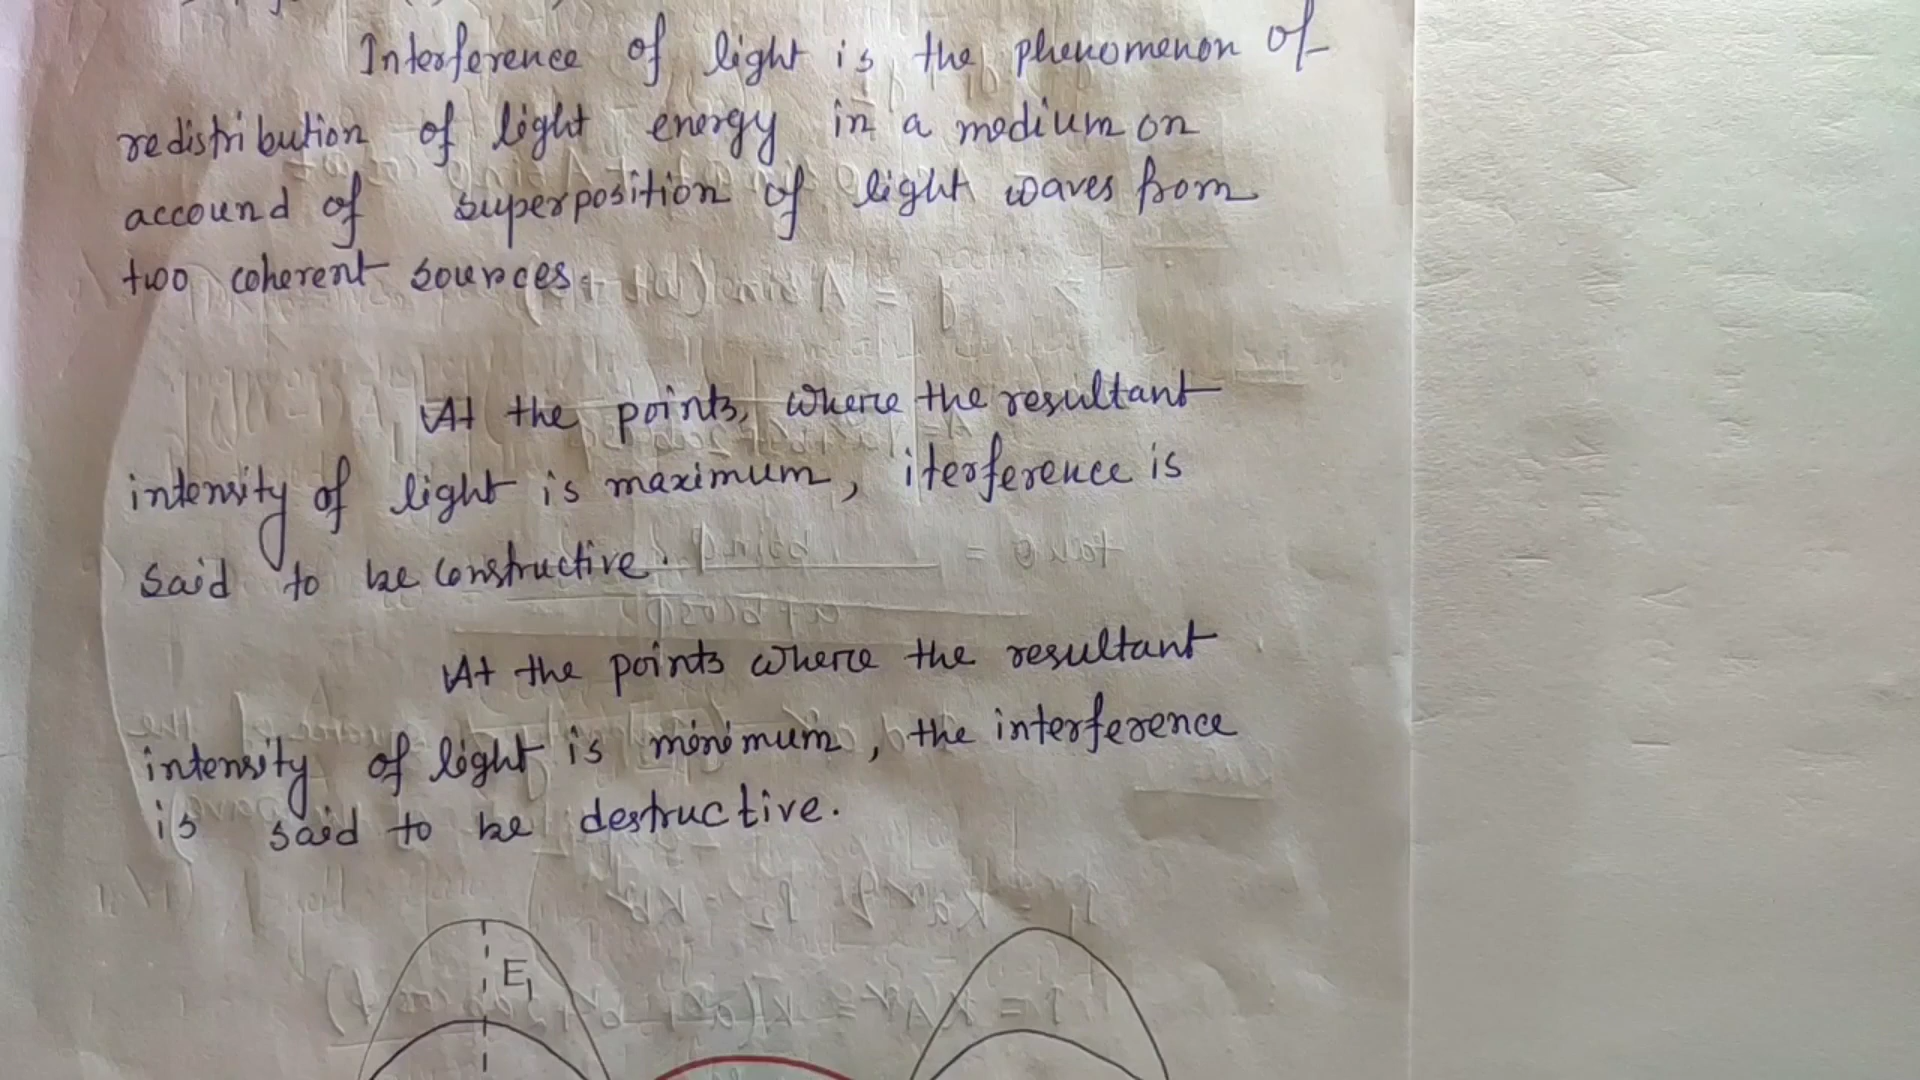 Interference of light is the phenomenon of
redistribution of light energy in a medium on
accound of superposition of light waves from
two coherent sources.
At the points, where the resultant
intensity of light is maximum, iterference is
said to be constructive.
At the points where the resultant
intensity of light is minimum, the interference
is said to be destructive.
E1